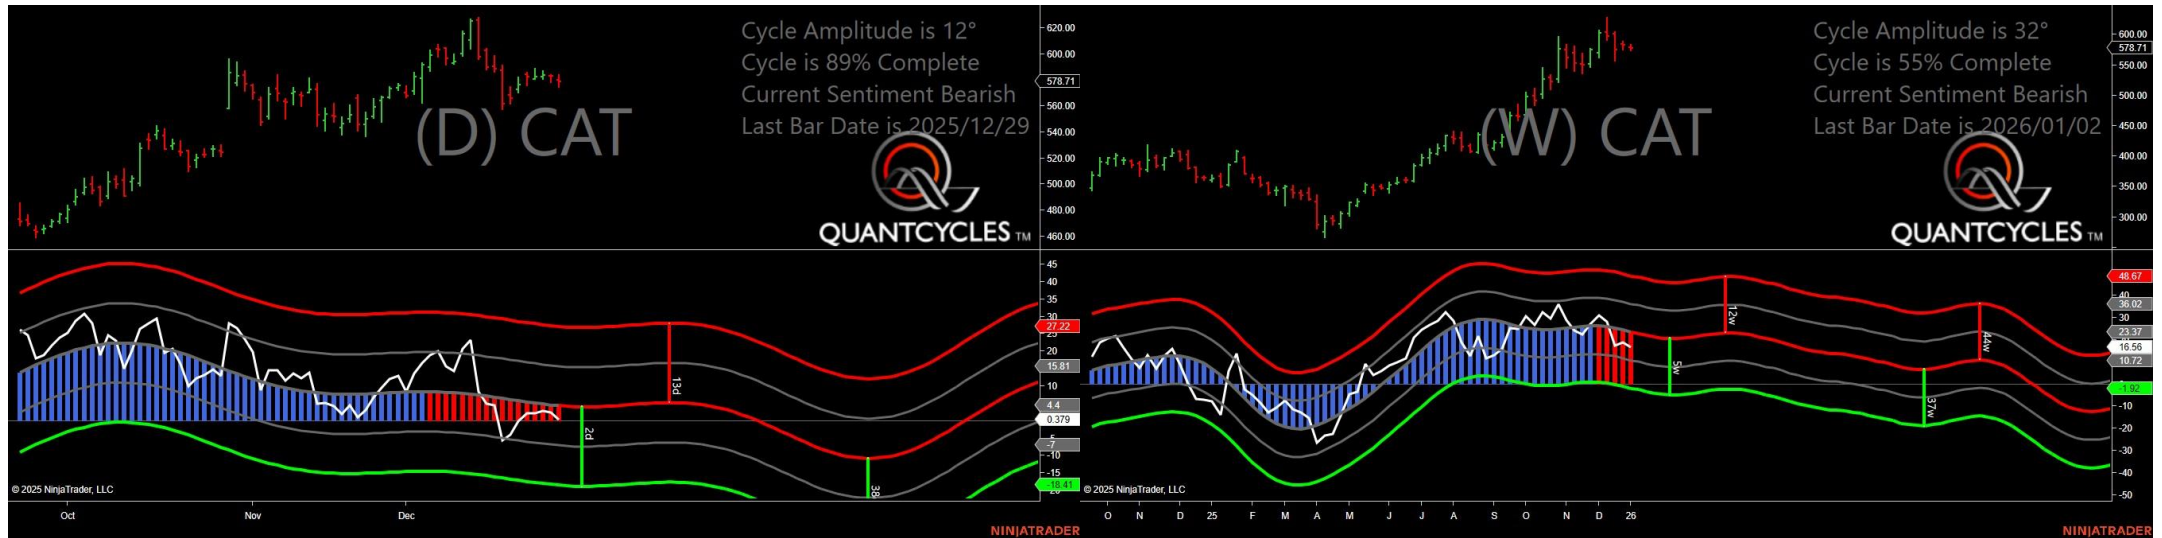 Cycle Amplitude is 12°
Cycle is 89% Complete
Current Sentiment Bearish
Last Bar Date is 2025/12/29
(D) CAT
QUANTCYCLES TM
620.00
600.00
578.71
560.00
540.00
520.00
500.00
480.00
460.00
45
40
35
30
27.22
25
20
15.81
10
4.4
0.379
-7
-10
-15
-18.41
13d
2d
38
© 2025 NinjaTrader, LLC
Oct Nov Dec
NINJATRADER
Cycle Amplitude is 32°
Cycle is 55% Complete
Current Sentiment Bearish
Last Bar Date is 2026/01/02
(W) CAT
QUANTCYCLES TM
600.00
578.71
550.00
500.00
450.00
400.00
350.00
300.00
48.67
40
36.02
30
23.37
16.56
10.72
-1.92
-10
-20
-30
-40
-50
12w
44w
5w
37w
© 2025 NinjaTrader, LLC
O N D 25 F M A M J J A S O N D 26
NINJATRADER